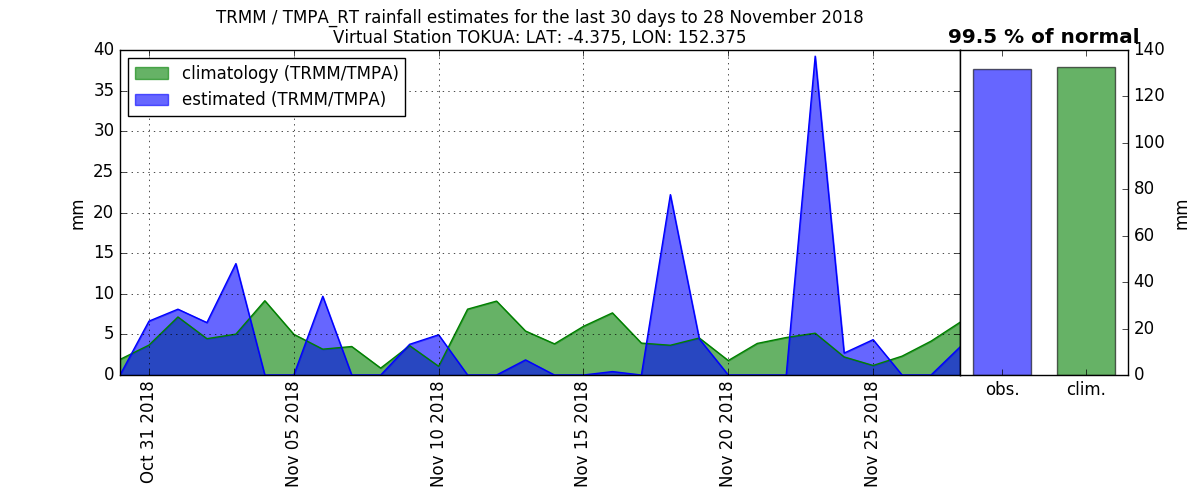 TRMM / TMPA_RT rainfall estimates for the last 30 days to 28 November 2018
Virtual Station TOKUA: LAT: -4.375, LON: 152.375
99.5 % of normal
climatology (TRMM/TMPA)
estimated (TRMM/TMPA)
mm
40
35
30
25
20
15
10
5
0
Oct 31 2018
Nov 05 2018
Nov 10 2018
Nov 15 2018
Nov 20 2018
Nov 25 2018
obs.
clim.
140
120
100
80
60
40
20
0
mm